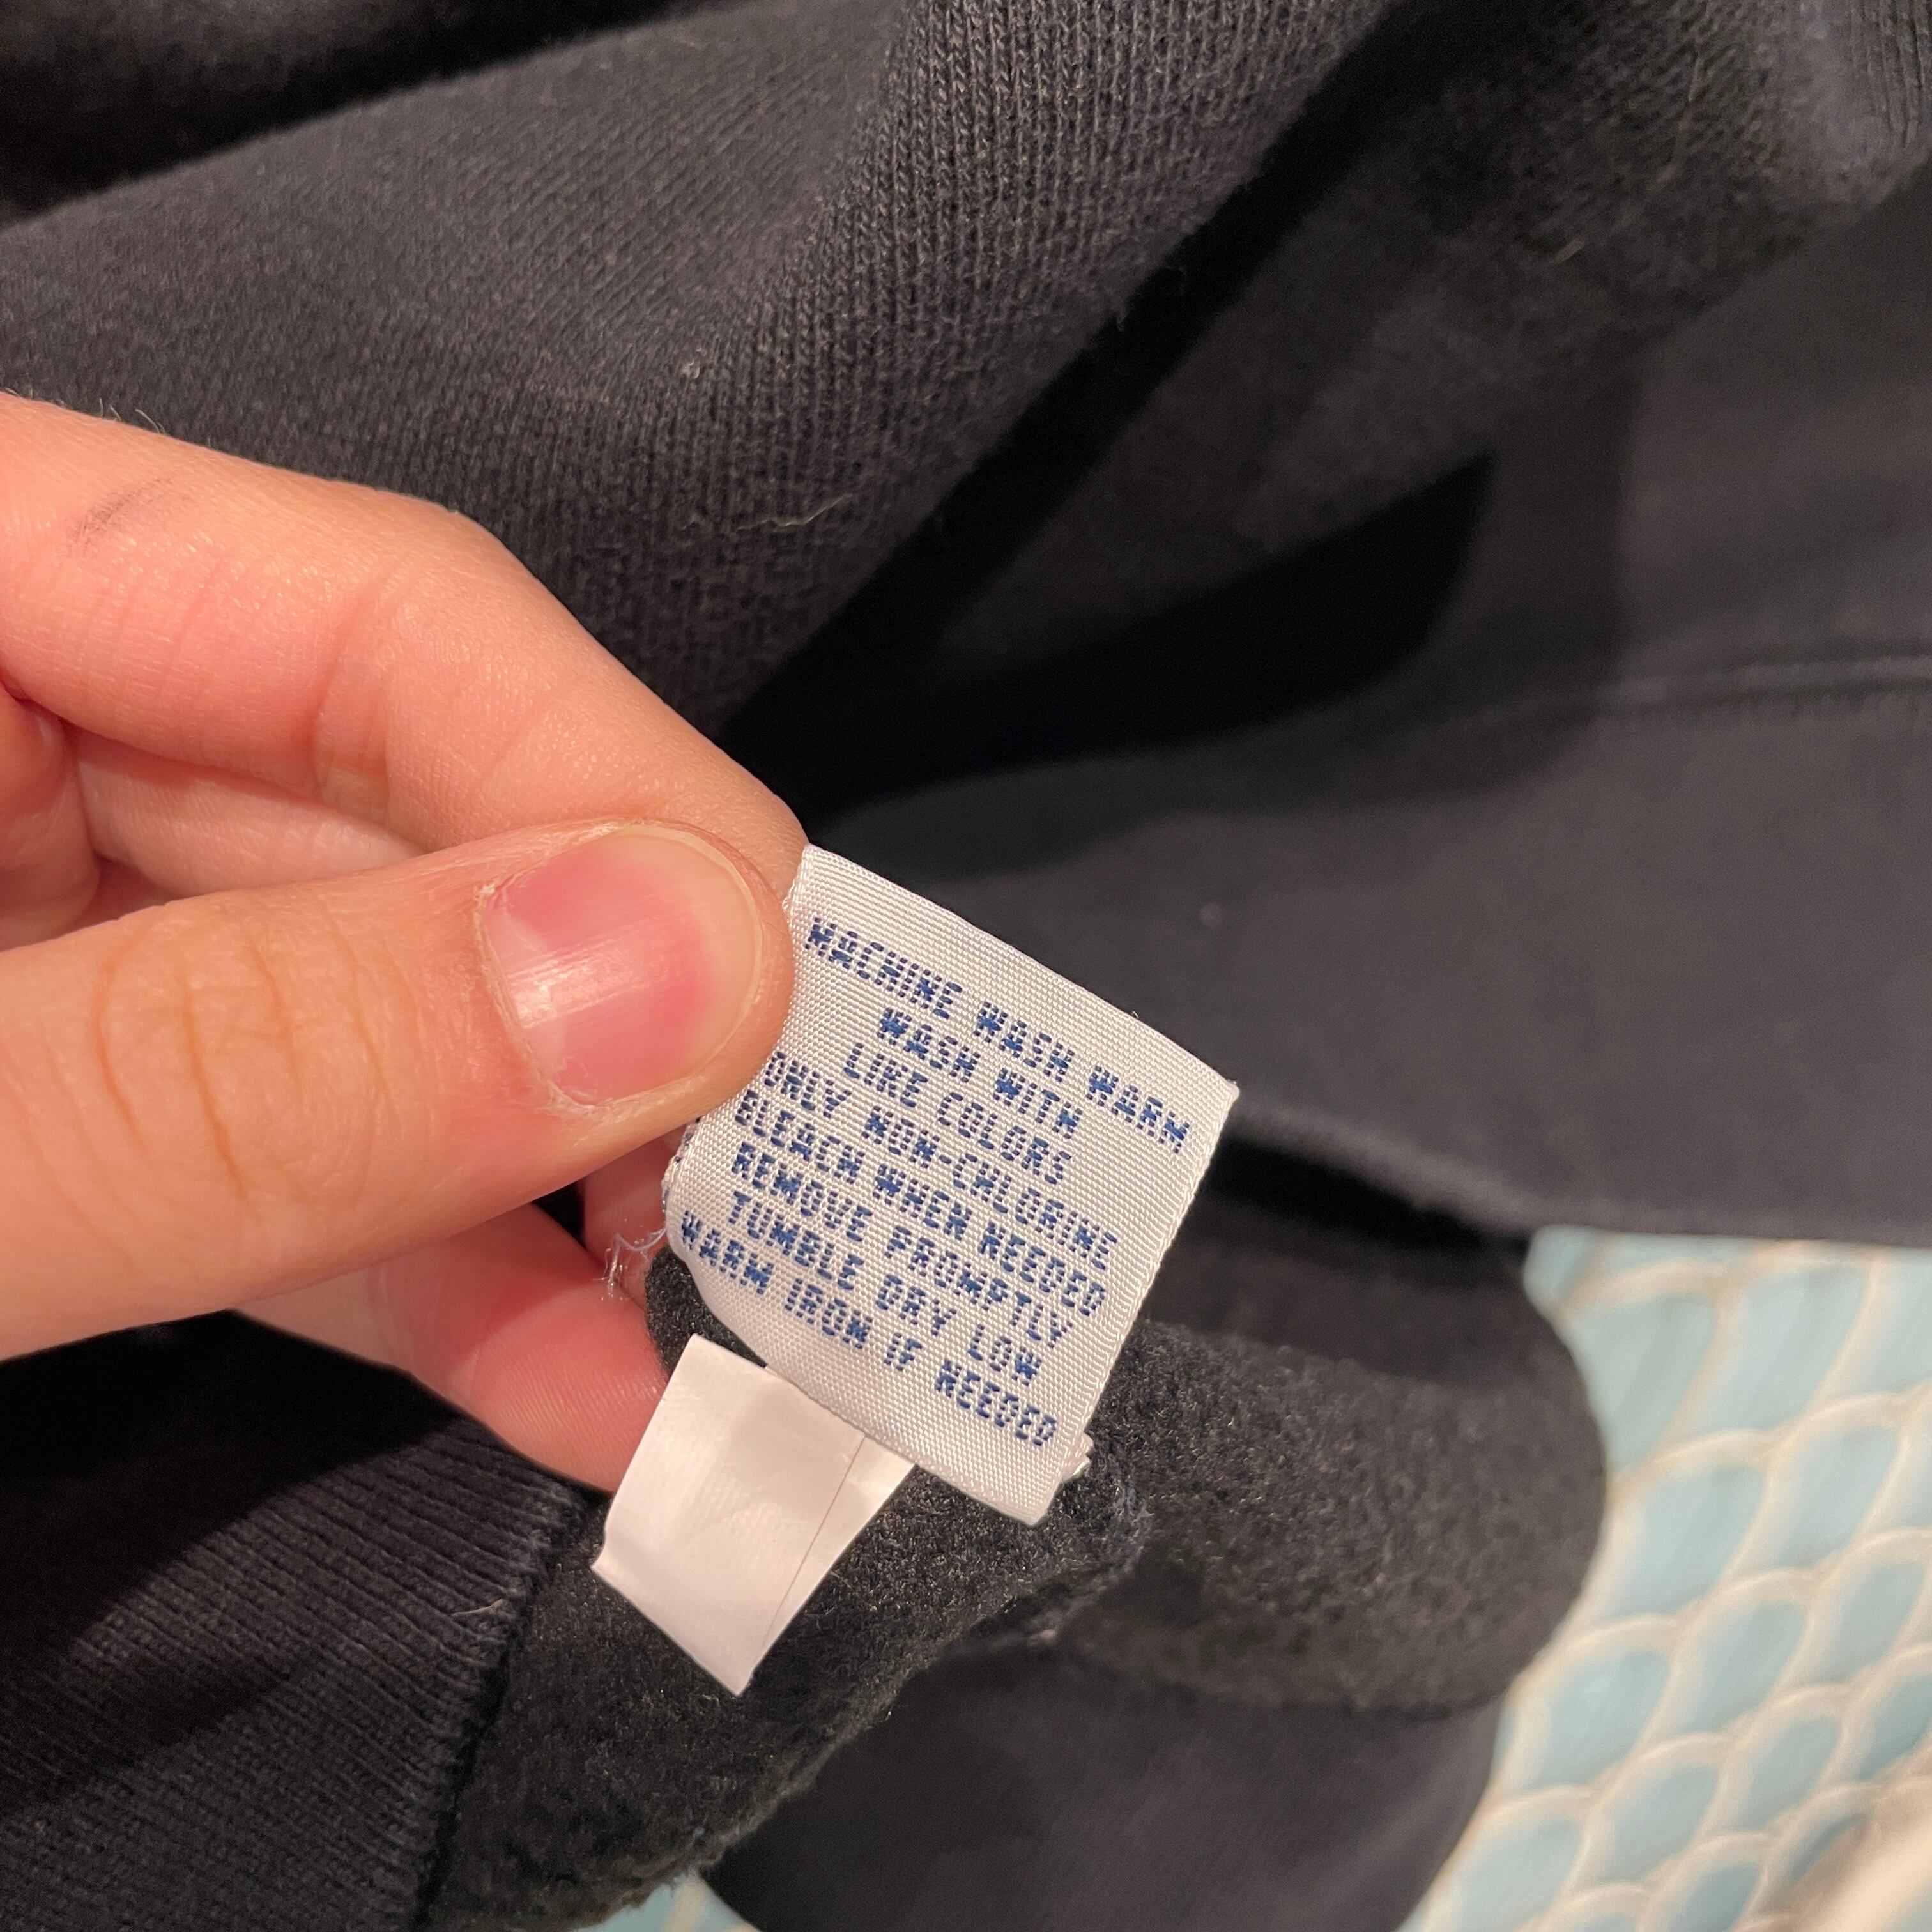 MACHINE WASH WARM
WASH WITH
LIKE COLORS
ONLY NON-CHLORINE
BLEACH WHEN NEEDED
REMOVE PROMPTLY
TUMBLE DRY LOW
WARM IRON IF NEEDED